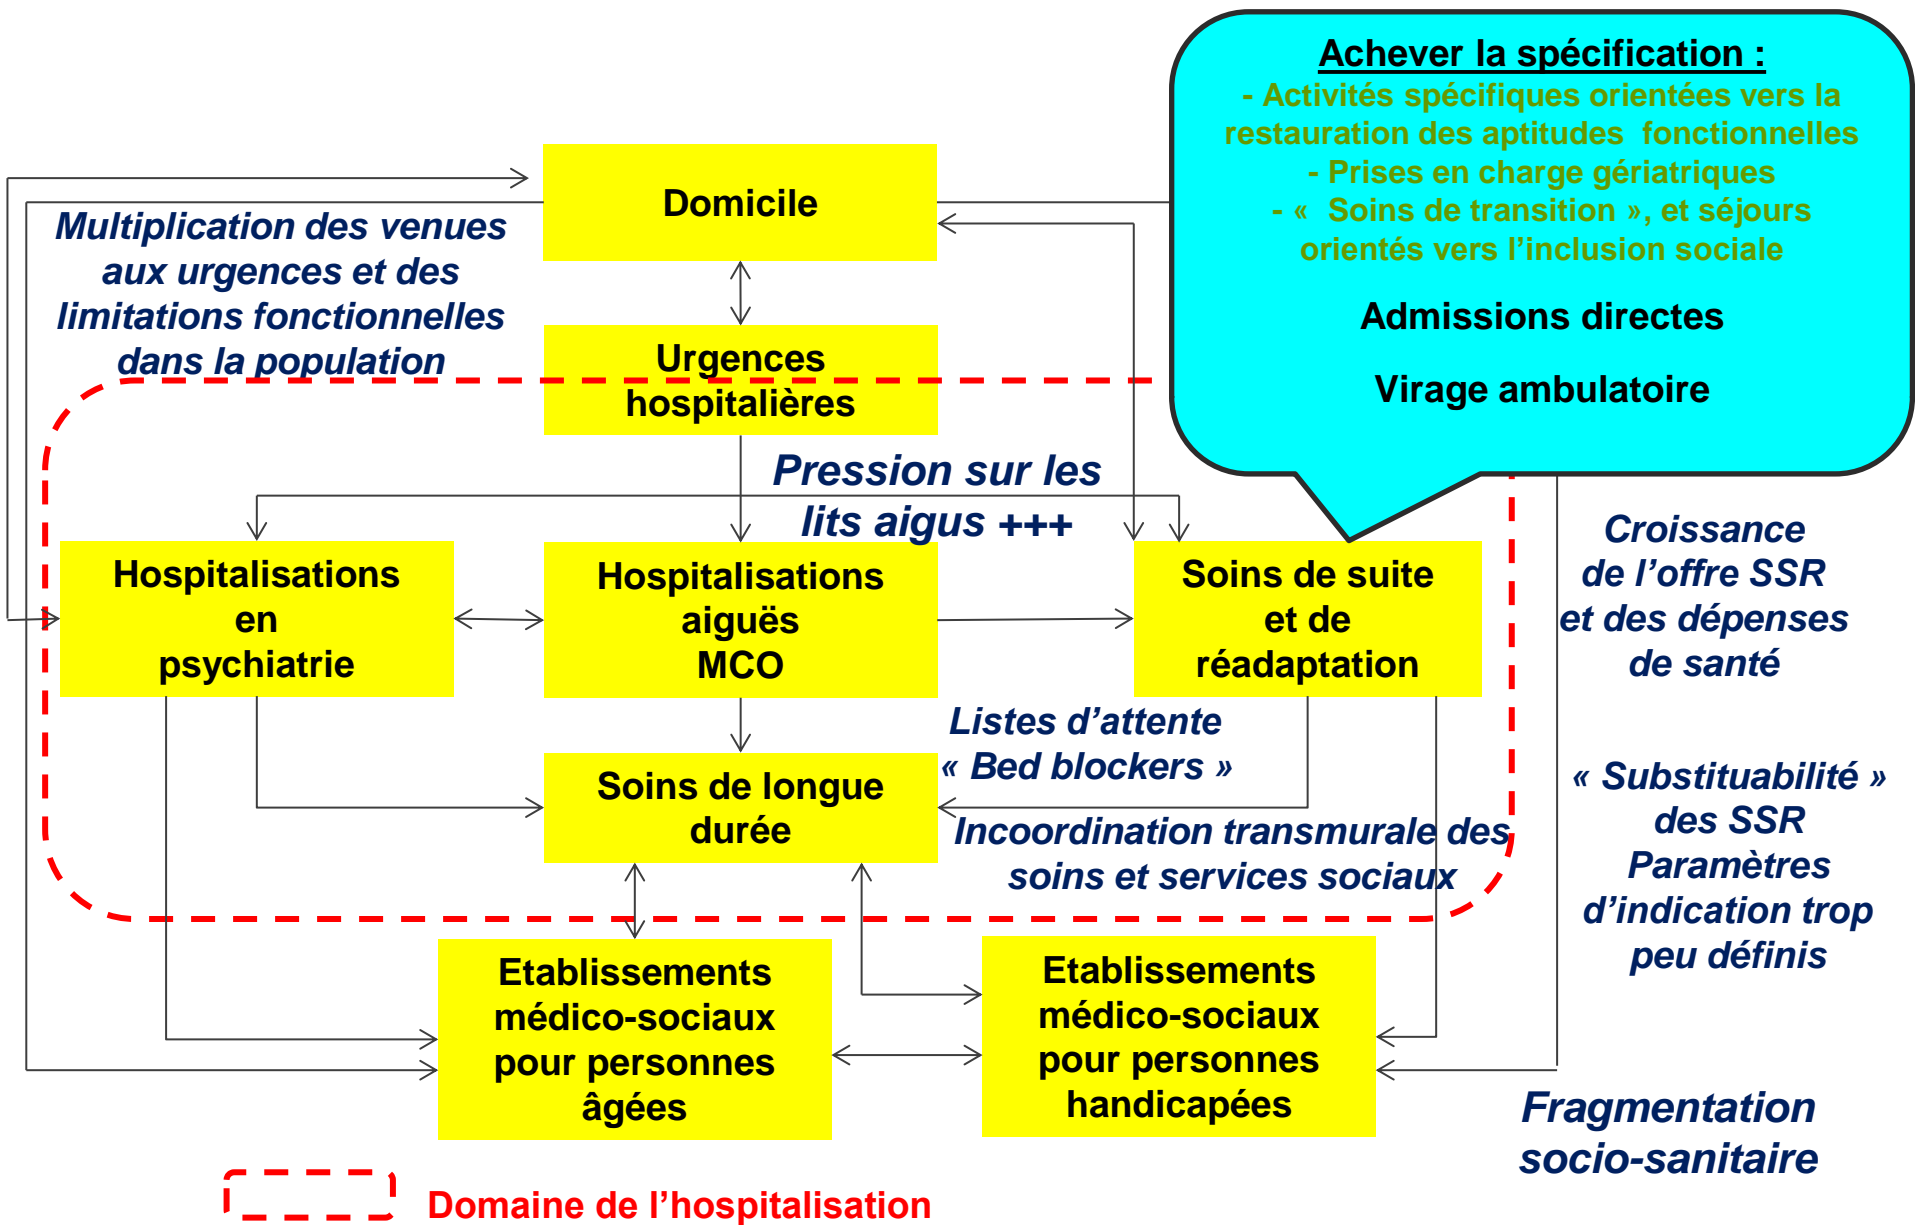 Achever la spécification :
- Activités spécifiques orientées vers la
restauration des aptitudes fonctionnelles
- Prises en charge gériatriques
- « Soins de transition », et séjours
orientés vers l’inclusion sociale
Admissions directes
Virage ambulatoire
Domicile
Multiplication des venues
aux urgences et des
limitations fonctionnelles
dans la population
Urgences
hospitalières
Pression sur les
lits aigus +++
Hospitalisations
en
psychiatrie
Hospitalisations
aiguës
MCO
Soins de suite
et de
réadaptation
Croissance
de l’offre SSR
et des dépenses
de santé
Listes d’attente
« Bed blockers »
Soins de longue
durée
Incoordination transmurale des
soins et services sociaux
« Substituabilité »
des SSR
Paramètres
d’indication trop
peu définis
Etablissements
médico-sociaux
pour personnes
âgées
Etablissements
médico-sociaux
pour personnes
handicapées
Fragmentation
socio-sanitaire
Domaine de l’hospitalisation